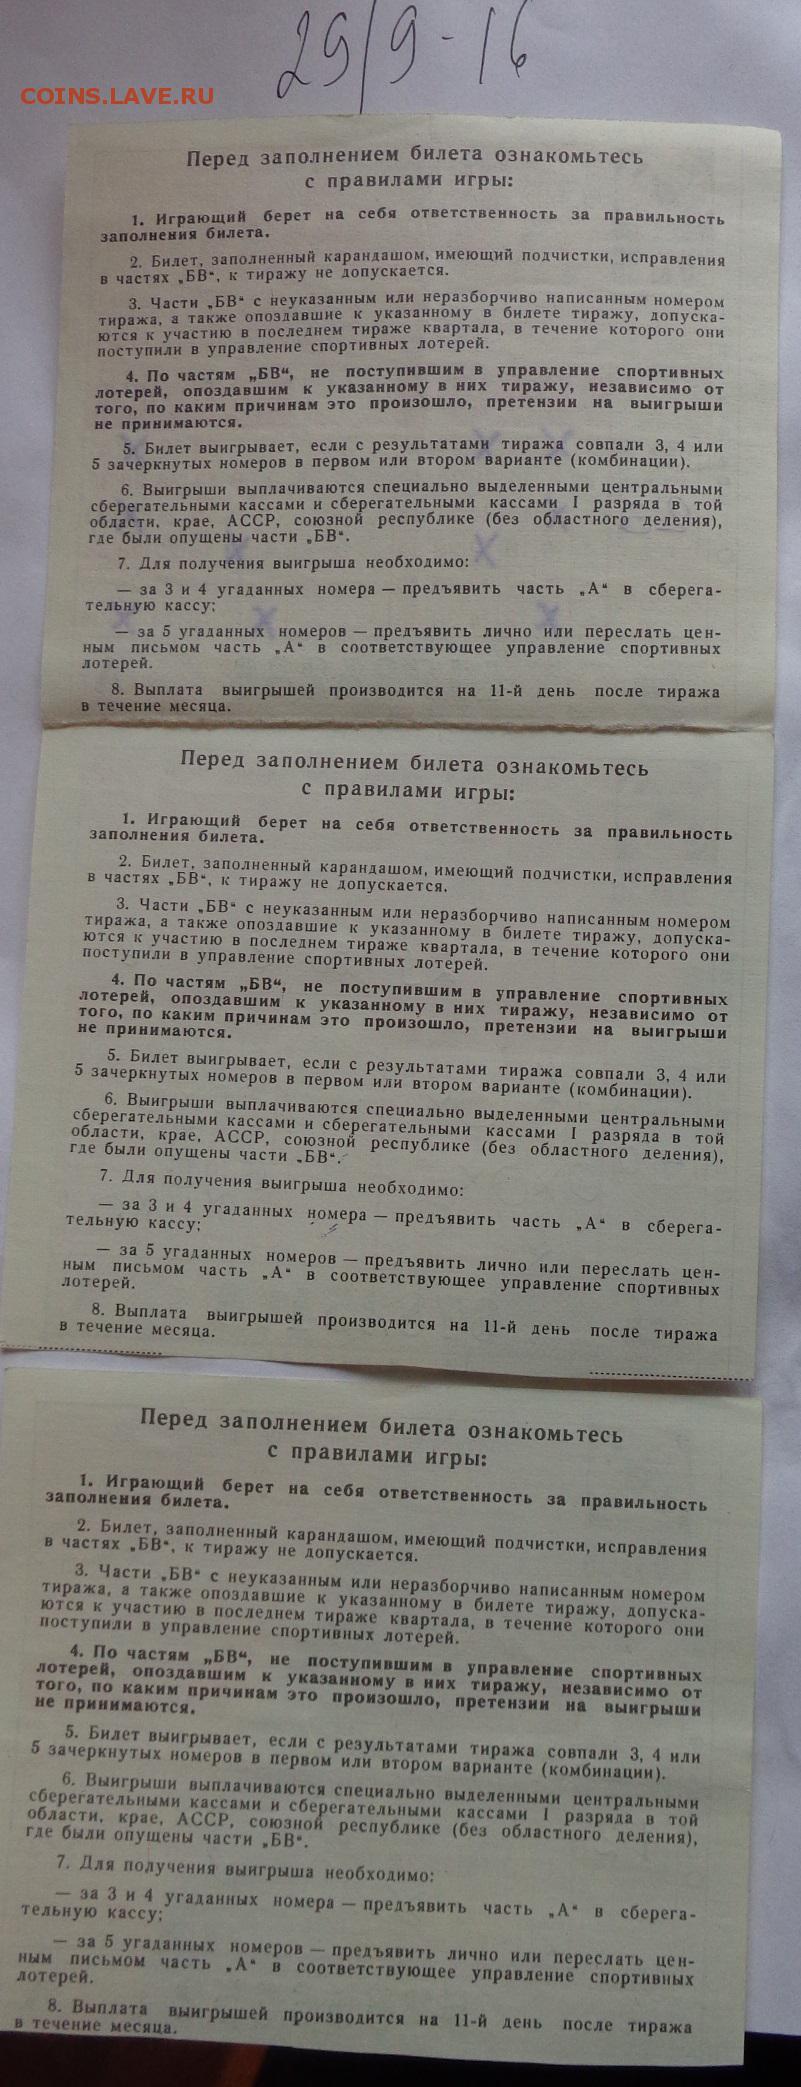 29/9-16
COINS.LAVE.RU
Перед заполнением билета ознакомьтесь
с правилами игры:
1. Играющий берет на себя ответственность за правильность
заполнения билета.
2. Билет, заполненный карандашом, имеющий подчистки, исправления
в частях „БВ“, к тиражу не допускается.
3. Части „БВ“ с неуказанным или неразборчиво написанным номером
тиража, а также опоздавшие к указанному в билете тиражу, допуска-
ются к участию в последнем тираже квартала, в течение которого они
поступили в управление спортивных лотерей.
4. По частям „БВ“, не поступившим в управление спортивных
лотерей, опоздавшим к указанному в них тиражу, независимо от
того, по каким причинам это произошло, претензии на выигрыши
не принимаются.
5. Билет выигрывает, если с результатами тиража совпали 3, 4 или
5 зачеркнутых номеров в первом или втором варианте (комбинации).
6. Выигрыши выплачиваются специально выделенными центральными
сберегательными кассами и сберегательными кассами I разряда в той
области, крае, АССР, союзной республике (без областного деления),
где были опущены части „БВ“.
7. Для получения выигрыша необходимо:
— за 3 и 4 угаданных номера — предъявить часть „А“ в сберега-
тельную кассу;
— за 5 угаданных номеров — предъявить лично или переслать цен-
ным письмом часть „А“ в соответствующее управление спортивных
лотерей.
8. Выплата выигрышей производится на 11-й день после тиража
в течение месяца.
Перед заполнением билета ознакомьтесь
с правилами игры:
1. Играющий берет на себя ответственность за правильность
заполнения билета.
2. Билет, заполненный карандашом, имеющий подчистки, исправления
в частях „БВ“, к тиражу не допускается.
3. Части „БВ“ с неуказанным или неразборчиво написанным номером
тиража, а также опоздавшие к указанному в билете тиражу, допуска-
ются к участию в последнем тираже квартала, в течение которого они
поступили в управление спортивных лотерей.
4. По частям „БВ“, не поступившим в управление спортивных
лотерей, опоздавшим к указанному в них тиражу, независимо от
того, по каким причинам это произошло, претензии на выигрыши
не принимаются.
5. Билет выигрывает, если с результатами тиража совпали 3, 4 или
5 зачеркнутых номеров в первом или втором варианте (комбинации).
6. Выигрыши выплачиваются специально выделенными центральными
сберегательными кассами и сберегательными кассами I разряда в той
области, крае, АССР, союзной республике (без областного деления),
где были опущены части „БВ“.
7. Для получения выигрыша необходимо:
— за 3 и 4 угаданных номера — предъявить часть „А“ в сберега-
тельную кассу;
— за 5 угаданных номеров — предъявить лично или переслать цен-
ным письмом часть „А“ в соответствующее управление спортивных
лотерей.
8. Выплата выигрышей производится на 11-й день после тиража
в течение месяца.
Перед заполнением билета ознакомьтесь
с правилами игры:
1. Играющий берет на себя ответственность за правильность
заполнения билета.
2. Билет, заполненный карандашом, имеющий подчистки, исправления
в частях „БВ“, к тиражу не допускается.
3. Части „БВ“ с неуказанным или неразборчиво написанным номером
тиража, а также опоздавшие к указанному в билете тиражу, допуска-
ются к участию в последнем тираже квартала, в течение которого они
поступили в управление спортивных лотерей.
4. По частям „БВ“, не поступившим в управление спортивных
лотерей, опоздавшим к указанному в них тиражу, независимо от
того, по каким причинам это произошло, претензии на выигрыши
не принимаются.
5. Билет выигрывает, если с результатами тиража совпали 3, 4 или
5 зачеркнутых номеров в первом или втором варианте (комбинации).
6. Выигрыши выплачиваются специально выделенными центральными
сберегательными кассами и сберегательными кассами I разряда в той
области, крае, АССР, союзной республике (без областного деления),
где были опущены части „БВ“.
7. Для получения выигрыша необходимо:
— за 3 и 4 угаданных номера — предъявить часть „А“ в сберега-
тельную кассу;
— за 5 угаданных номеров — предъявить лично или переслать цен-
ным письмом часть „А“ в соответствующее управление спортивных
лотерей.
8. Выплата выигрышей производится на 11-й день после тиража
в течение месяца.